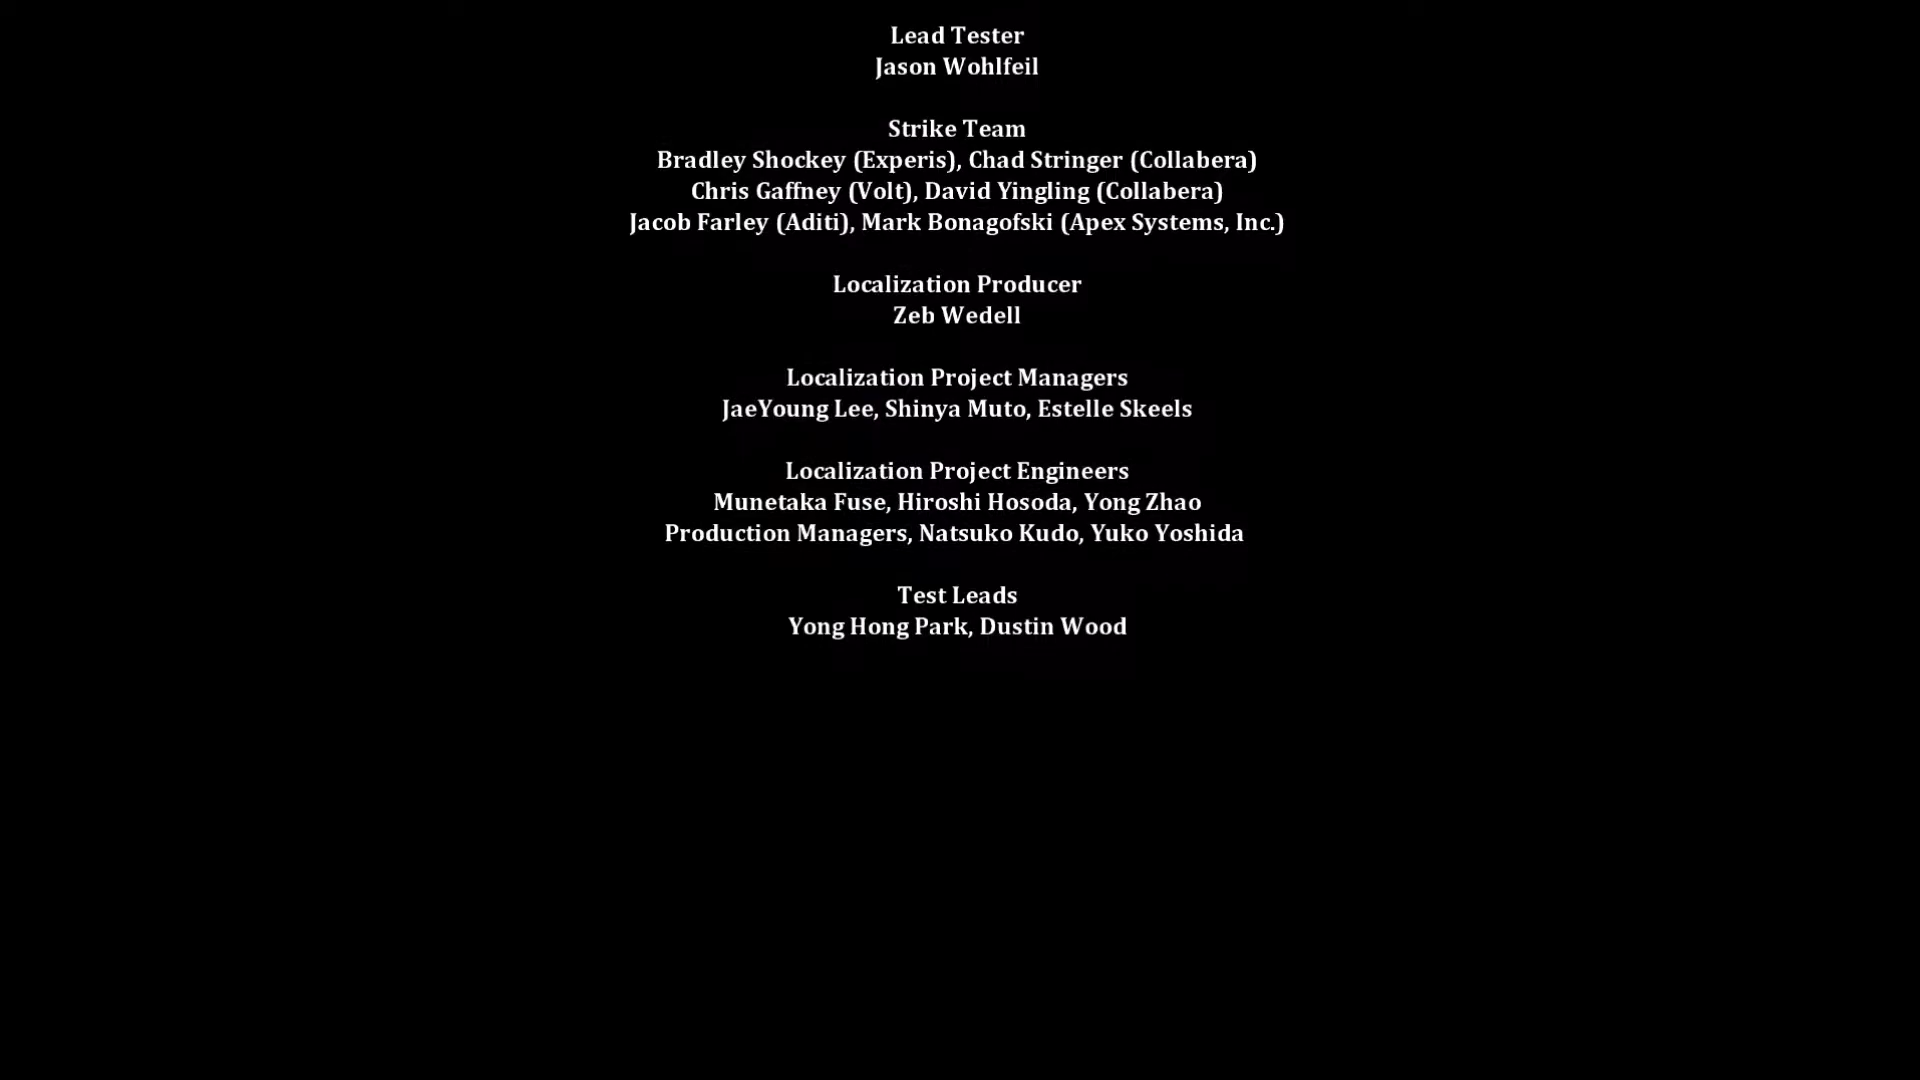 Lead Tester
Jason Wohlfeil
Strike Team
Bradley Shockey (Experis), Chad Stringer (Collabera)
Chris Gaffney (Volt), David Yingling (Collabera)
Jacob Farley (Aditi), Mark Bonagofski (Apex Systems, Inc.)
Localization Producer
Zeb Wedell
Localization Project Managers
JaeYoung Lee, Shinya Muto, Estelle Skeels
Localization Project Engineers
Munetaka Fuse, Hiroshi Hosoda, Yong Zhao
Production Managers, Natsuko Kudo, Yuko Yoshida
Test Leads
Yong Hong Park, Dustin Wood